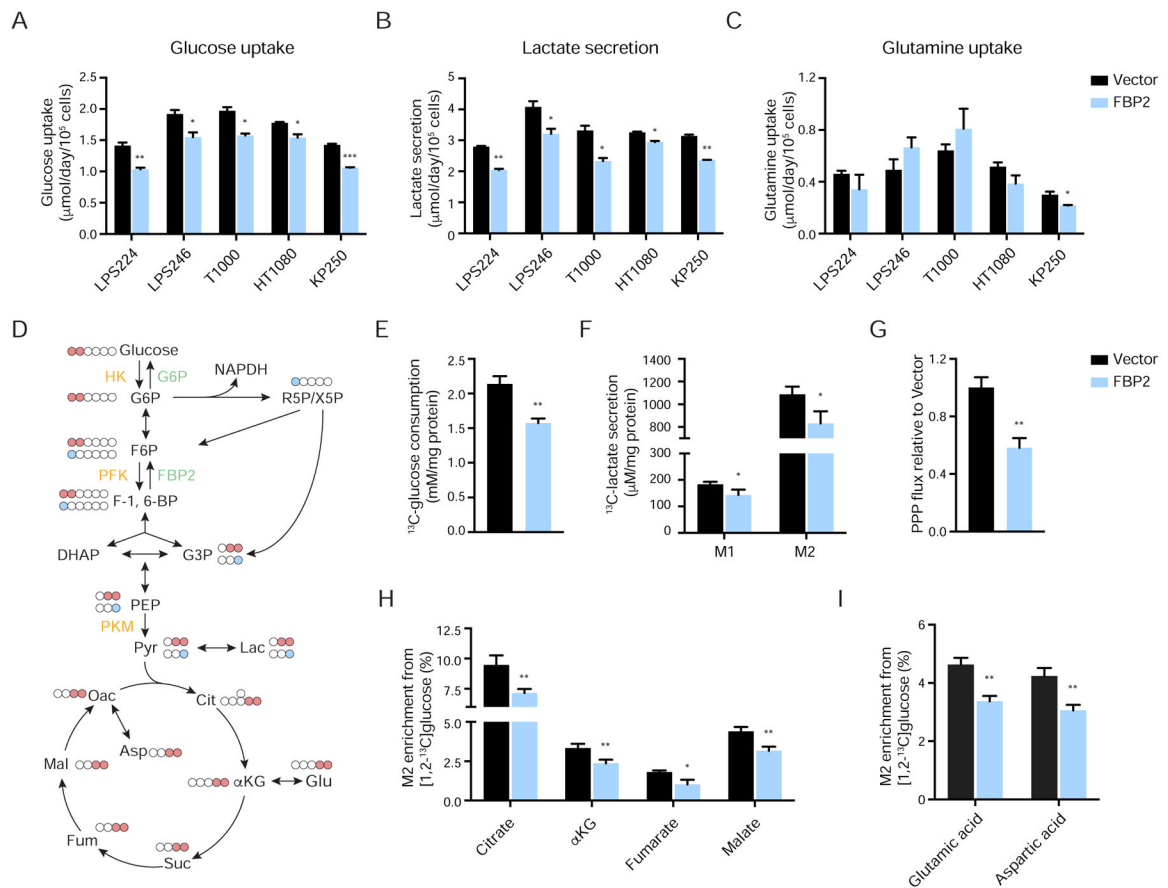 A
B
C
Glucose uptake
Lactate secretion
Glutamine uptake
Glucose uptake
(μmol/day/10⁵ cells)
2.5
2.0
1.5
1.0
0.5
0.0
**
*
*
*
***
LPS224
LPS246
T1000
HT1080
KP250
Lactate secretion
(μmol/day/10⁵ cells)
5
4
3
2
1
0
**
*
*
*
**
LPS224
LPS246
T1000
HT1080
KP250
Glutamine uptake
(μmol/day/10⁵ cells)
1.2
0.8
0.4
0.0
*
LPS224
LPS246
T1000
HT1080
KP250
Vector
FBP2
D
Glucose
HK
G6P
NAPDH
G6P
R5P/X5P
F6P
PFK
FBP2
F-1, 6-BP
DHAP
G3P
PEP
PKM
Pyr
Lac
Oac
Cit
Asp
Mal
αKG
Glu
Fum
Suc
E
¹³C-glucose consumption
(mM/mg protein)
2.5
2.0
1.5
1.0
0.5
0.0
**
F
¹³C-lactate secretion
(μM/mg protein)
1400
1200
1000
800
600
300
200
100
0
*
*
M1
M2
G
PPP flux relative to Vector
1.2
0.8
0.4
0.0
**
Vector
FBP2
H
M2 enrichment from
[1,2-¹³C]glucose (%)
12.5
10.0
7.5
5.0
2.5
0.0
**
**
*
**
Citrate
αKG
Fumarate
Malate
I
M2 enrichment from
[1,2-¹³C]glucose (%)
6
4
2
0
**
**
Glutamic acid
Aspartic acid